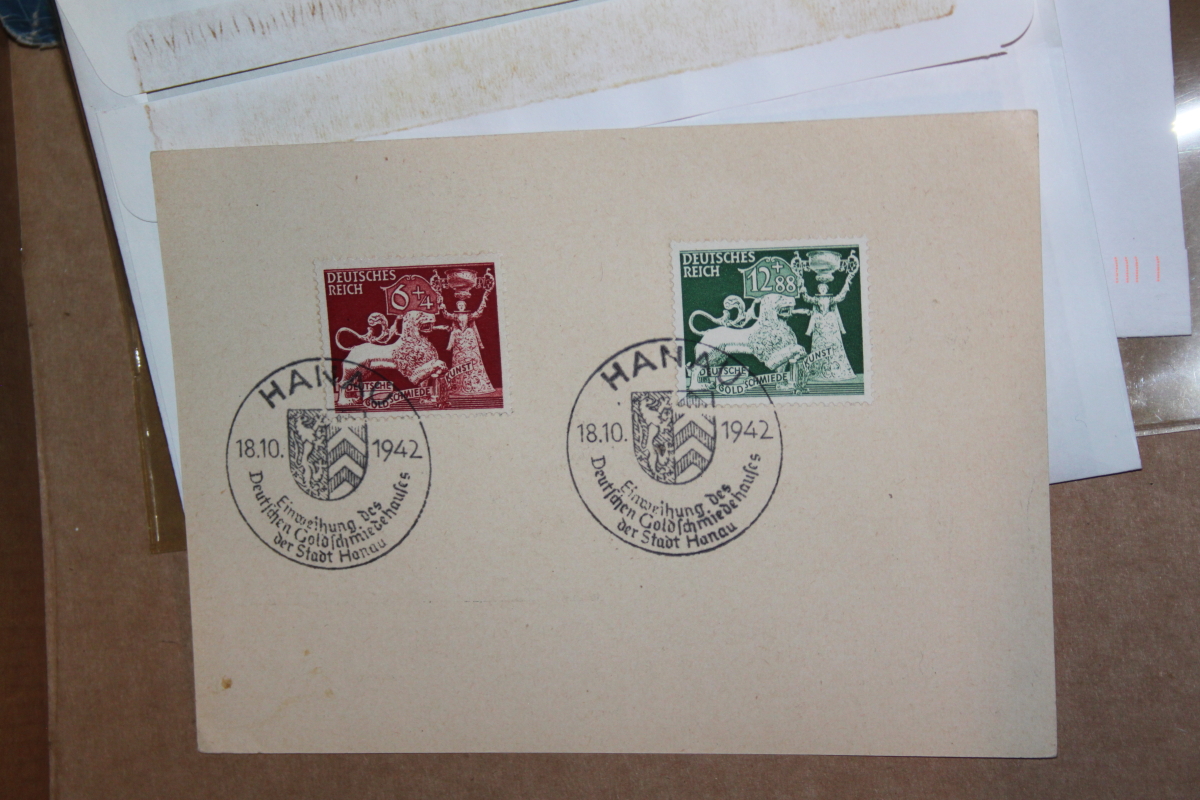 DEUTSCHES
REICH
6+4
DEUTSCHE
GOLDSCHMIEDE
KUNST
HANAU
18.10. 1942
Einweihung des
Deutschen Goldschmiedehauses
der Stadt Hanau
DEUTSCHES
REICH
12+88
DEUTSCHE
GOLDSCHMIEDE
KUNST
HANAU
18.10. 1942
Einweihung des
Deutschen Goldschmiedehauses
der Stadt Hanau